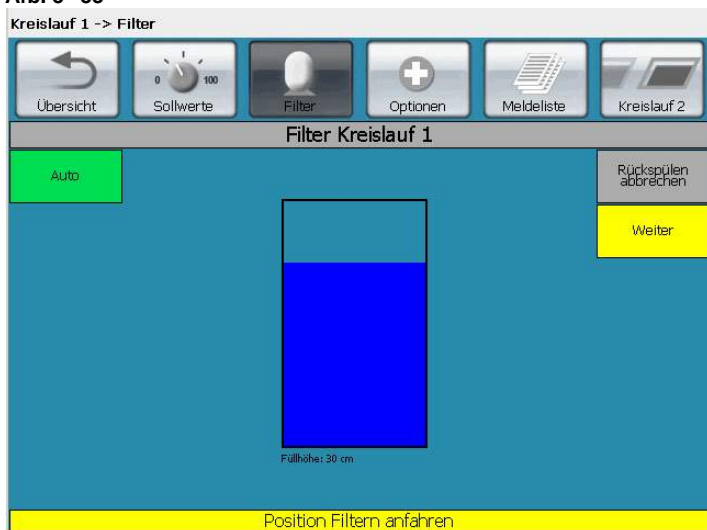 Kreislauf 1 -> Filter
Übersicht
0 100
Sollwerte
Filter
Optionen
Meldeliste
Kreislauf 2
Filter Kreislauf 1
Auto
Rückspülen
abbrechen
Weiter
Füllhöhe: 30 cm
Position Filtern anfahren